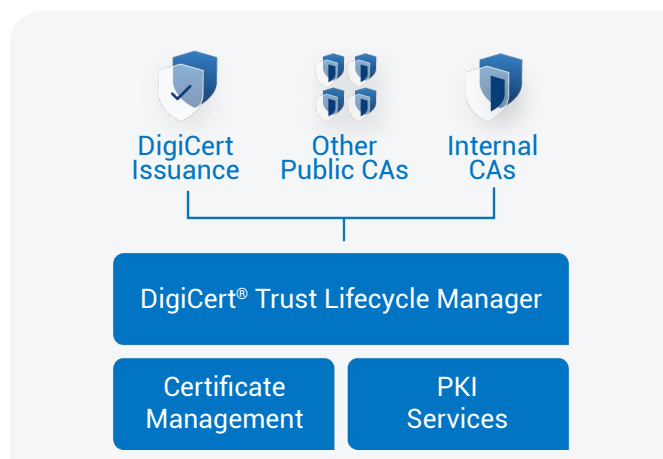 DigiCert
Issuance
Other
Public CAs
Internal
CAs
DigiCert® Trust Lifecycle Manager
Certificate
Management
PKI
Services